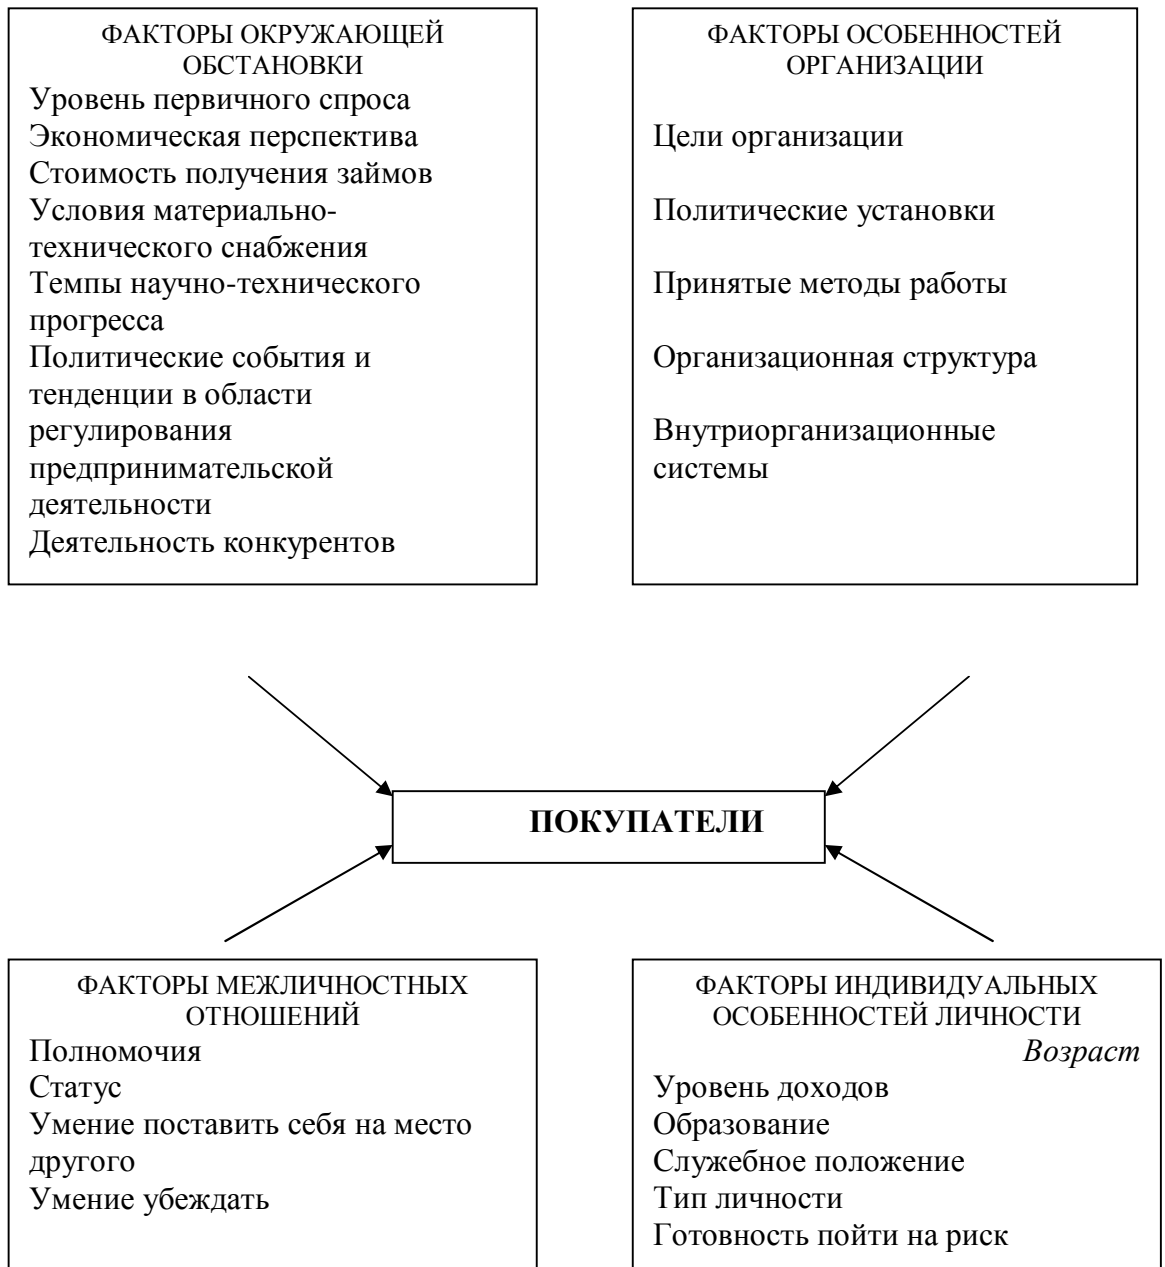 ФАКТОРЫ ОКРУЖАЮЩЕЙ
ОБСТАНОВКИ
Уровень первичного спроса
Экономическая перспектива
Стоимость получения займов
Условия материально-
технического снабжения
Темпы научно-технического
прогресса
Политические события и
тенденции в области
регулирования
предпринимательской
деятельности
Деятельность конкурентов
ФАКТОРЫ ОСОБЕННОСТЕЙ
ОРГАНИЗАЦИИ
Цели организации
Политические установки
Принятые методы работы
Организационная структура
Внутриорганизационные
системы
ПОКУПАТЕЛИ
ФАКТОРЫ МЕЖЛИЧНОСТНЫХ
ОТНОШЕНИЙ
Полномочия
Статус
Умение поставить себя на место
другого
Умение убеждать
ФАКТОРЫ ИНДИВИДУАЛЬНЫХ
ОСОБЕННОСТЕЙ ЛИЧНОСТИ
Возраст
Уровень доходов
Образование
Служебное положение
Тип личности
Готовность пойти на риск